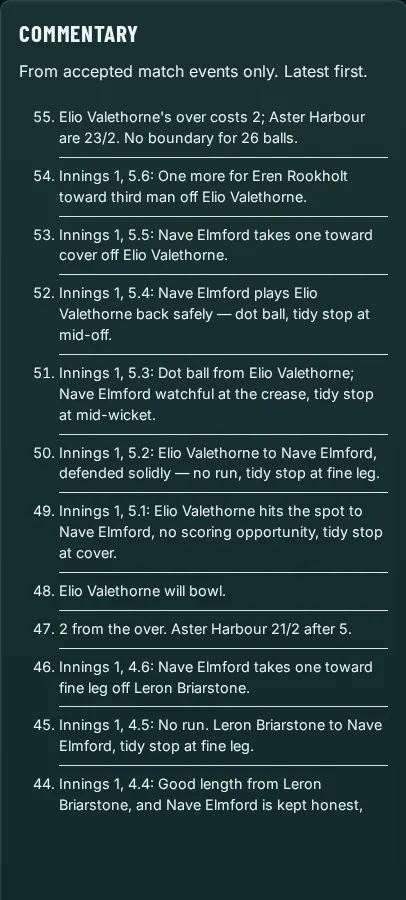 COMMENTARY
From accepted match events only. Latest first.
55. Elio Valethorne's over costs 2; Aster Harbour
are 23/2. No boundary for 26 balls.
54. Innings 1, 5.6: One more for Eren Rookholt
toward third man off Elio Valethorne.
53. Innings 1, 5.5: Nave Elmford takes one toward
cover off Elio Valethorne.
52. Innings 1, 5.4: Nave Elmford plays Elio
Valethorne back safely — dot ball, tidy stop at
mid-off.
51. Innings 1, 5.3: Dot ball from Elio Valethorne;
Nave Elmford watchful at the crease, tidy stop
at mid-wicket.
50. Innings 1, 5.2: Elio Valethorne to Nave Elmford,
defended solidly — no run, tidy stop at fine leg.
49. Innings 1, 5.1: Elio Valethorne hits the spot to
Nave Elmford, no scoring opportunity, tidy stop
at cover.
48. Elio Valethorne will bowl.
47. 2 from the over. Aster Harbour 21/2 after 5.
46. Innings 1, 4.6: Nave Elmford takes one toward
fine leg off Leron Briarstone.
45. Innings 1, 4.5: No run. Leron Briarstone to Nave
Elmford, tidy stop at fine leg.
44. Innings 1, 4.4: Good length from Leron
Briarstone, and Nave Elmford is kept honest,